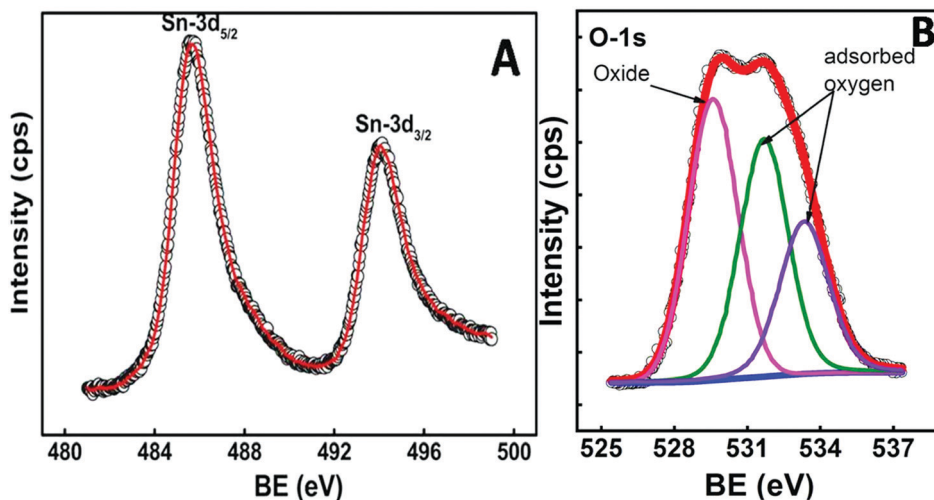 Sn-3d5/2
A
Sn-3d3/2
Intensity (cps)
480 484 488 492 496 500
BE (eV)
B
O-1s
Oxide
adsorbed
oxygen
Intensity (cps)
525 528 531 534 537
BE (eV)